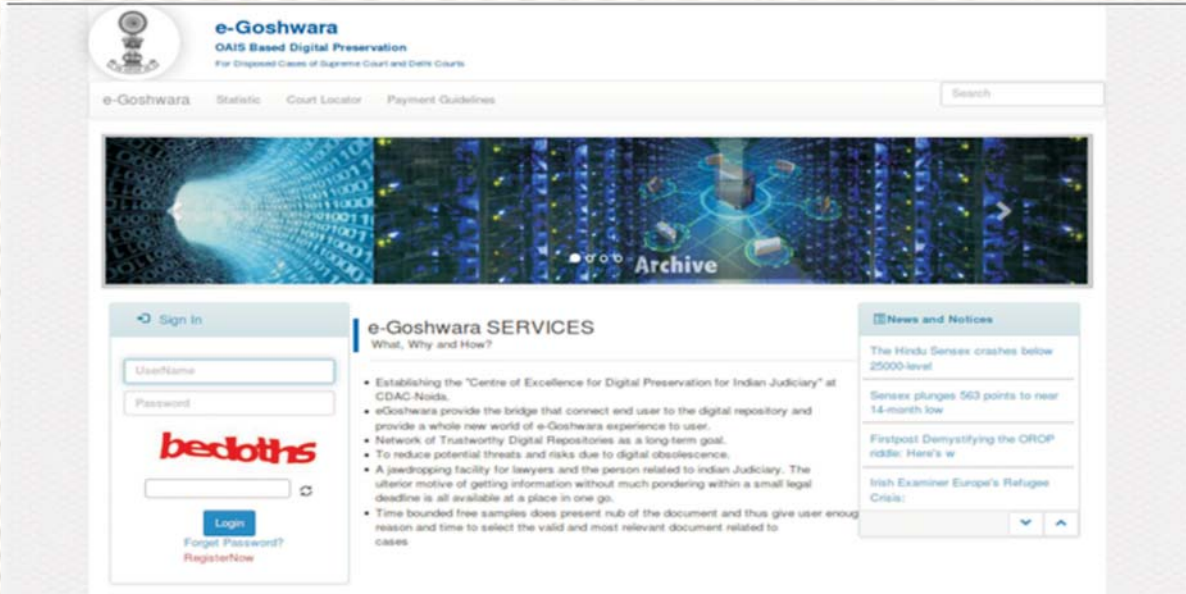 e-Goshwara
OAIS Based Digital Preservation
For Disposed Cases of Supreme Court and Delhi Courts
e-Goshwara Statistic Court Locator Payment Guidelines Search
Archive
Sign In
UserName
Password
bedoths
Login
Forget Password?
RegisterNow
e-Goshwara SERVICES
What, Why and How?
• Establishing the "Centre of Excellence for Digital Preservation for Indian Judiciary" at
CDAC-Noida.
• eGoshwara provide the bridge that connect end user to the digital repository and
provide a whole new world of e-Goshwara experience to user.
• Network of Trustworthy Digital Repositories as a long-term goal.
• To reduce potential threats and risks due to digital obsolescence.
• A jawdropping facility for lawyers and the person related to indian Judiciary. The
ulterior motive of getting information without much pondering within a small legal
deadline is all available at a place in one go.
• Time bounded free samples does present nub of the document and thus give user enoug
reason and time to select the valid and most relevant document related to
cases
News and Notices
The Hindu Sensex crashes below
25000-level
Sensex plunges 563 points to near
14-month low
Firstpost Demystifying the OROP
riddle: Here's w
Irish Examiner Europe's Refugee
Crisis: